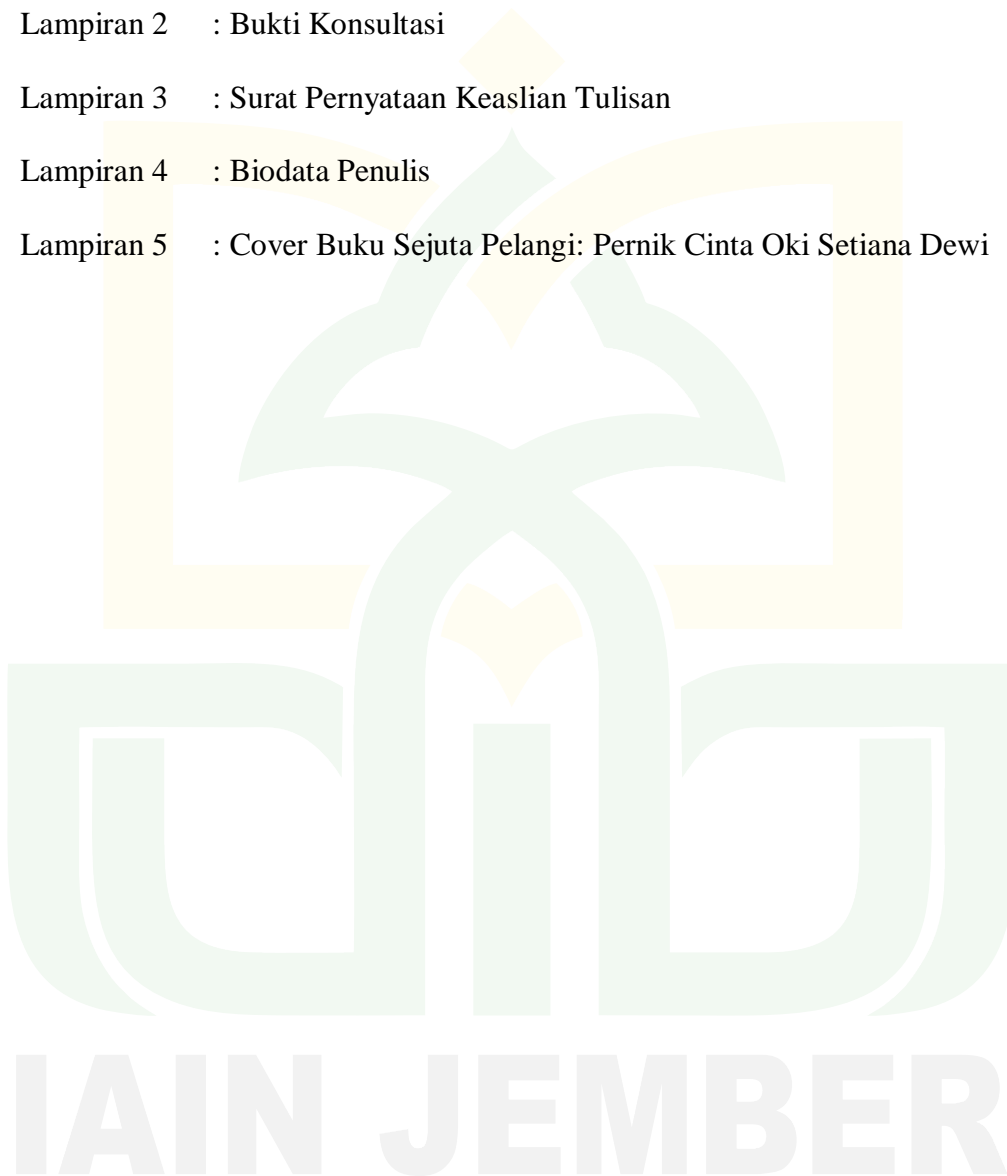 Lampiran 2 : Bukti Konsultasi
Lampiran 3 : Surat Pernyataan Keaslian Tulisan
Lampiran 4 : Biodata Penulis
Lampiran 5 : Cover Buku Sejuta Pelangi: Pernik Cinta Oki Setiana Dewi
IAIN JEMBER